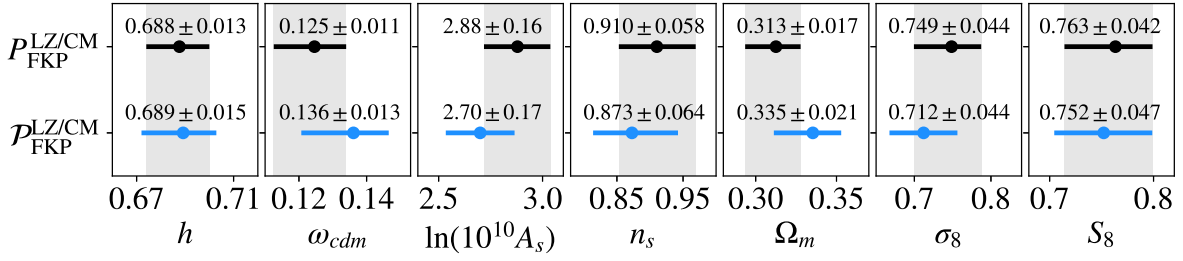 P_FKP^LZ/CM 0.688 ± 0.013 0.125 ± 0.011 2.88 ± 0.16 0.910 ± 0.058 0.313 ± 0.017 0.749 ± 0.044 0.763 ± 0.042
𝒫_FKP^LZ/CM 0.689 ± 0.015 0.136 ± 0.013 2.70 ± 0.17 0.873 ± 0.064 0.335 ± 0.021 0.712 ± 0.044 0.752 ± 0.047
0.67 0.71 0.12 0.14 2.5 3.0 0.85 0.95 0.30 0.35 0.7 0.8 0.7 0.8
h ω_cdm ln(10^10 A_s) n_s Ω_m σ_8 S_8